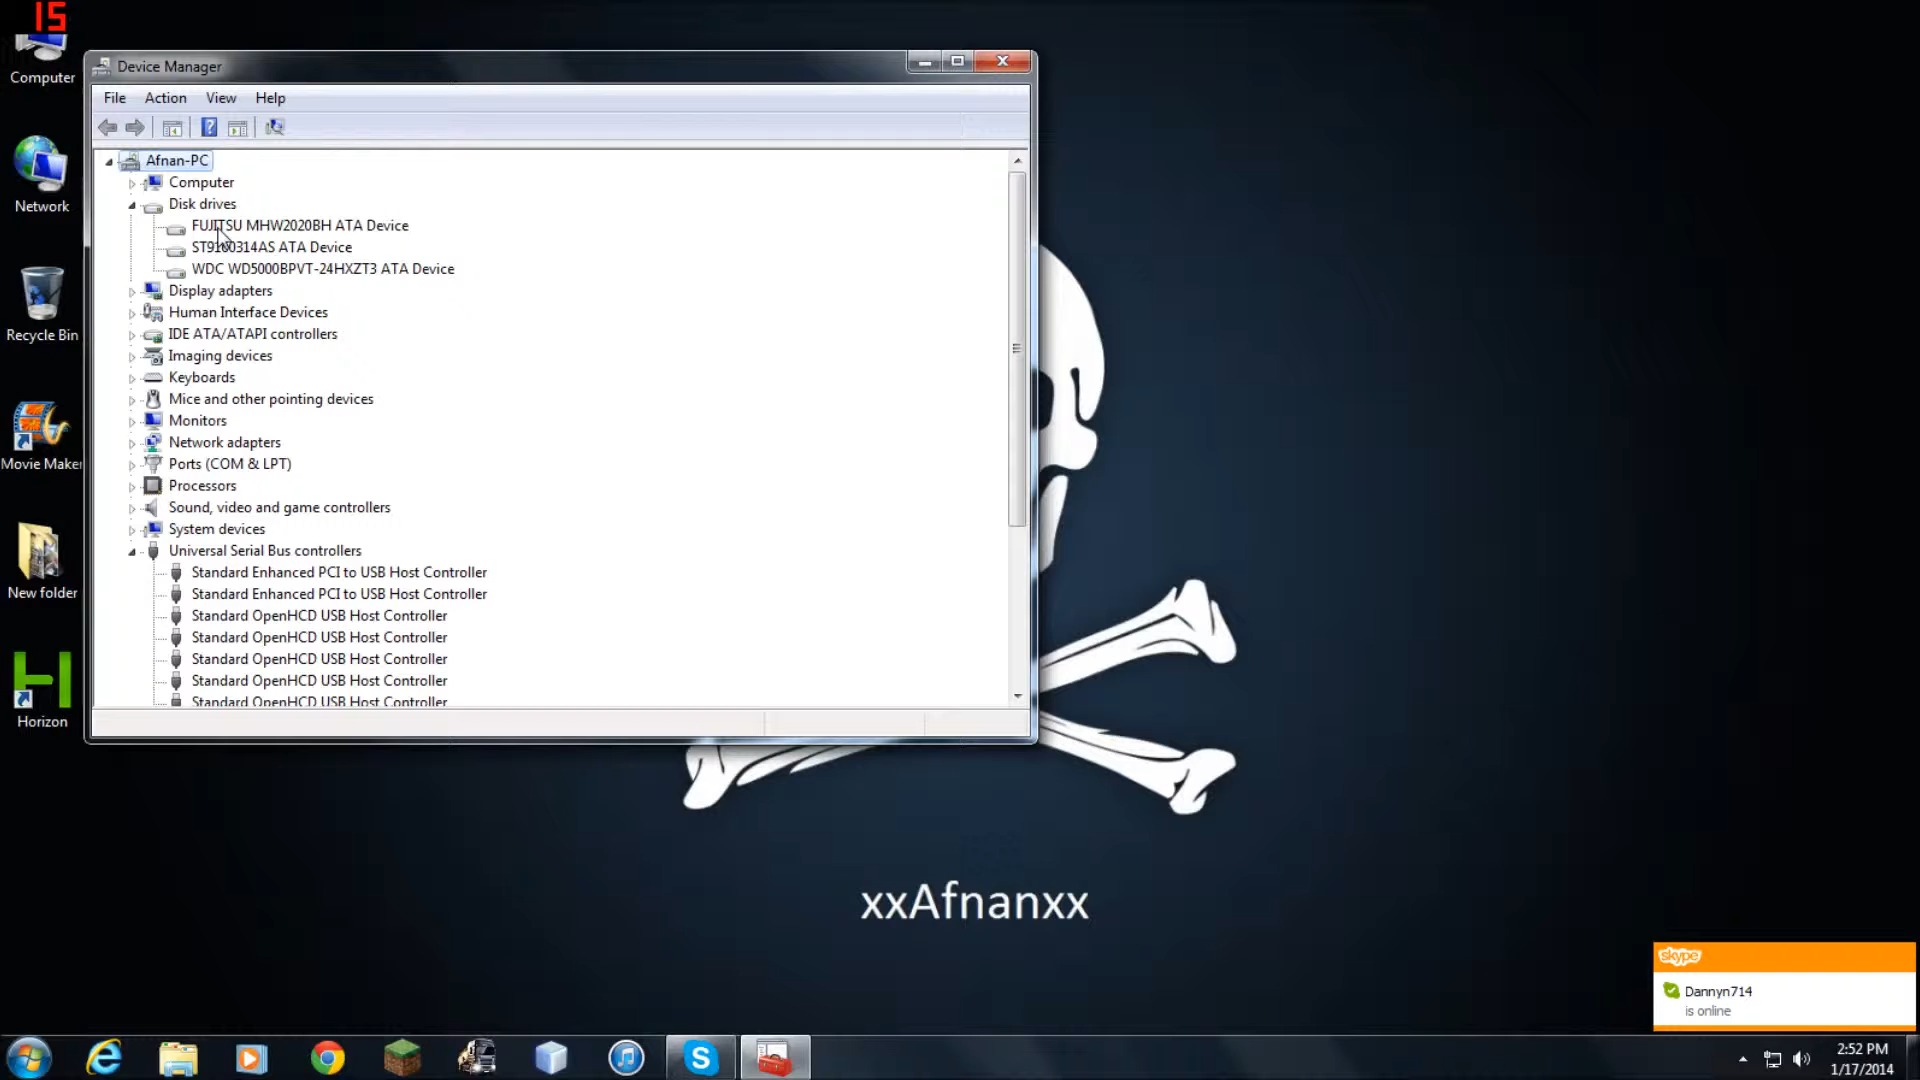 15
Computer
Network
Recycle Bin
Movie Maker
New folder
Horizon
Device Manager
File Action View Help
Afnan-PC
Computer
Disk drives
FUJITSU MHW2020BH ATA Device
ST9160314AS ATA Device
WDC WD5000BPVT-24HXZT3 ATA Device
Display adapters
Human Interface Devices
IDE ATA/ATAPI controllers
Imaging devices
Keyboards
Mice and other pointing devices
Monitors
Network adapters
Ports (COM & LPT)
Processors
Sound, video and game controllers
System devices
Universal Serial Bus controllers
Standard Enhanced PCI to USB Host Controller
Standard Enhanced PCI to USB Host Controller
Standard OpenHCD USB Host Controller
Standard OpenHCD USB Host Controller
Standard OpenHCD USB Host Controller
Standard OpenHCD USB Host Controller
Standard OpenHCD USB Host Controller
xxAfnanxx
skype
Dannyn714
is online
2:52 PM
1/17/2014